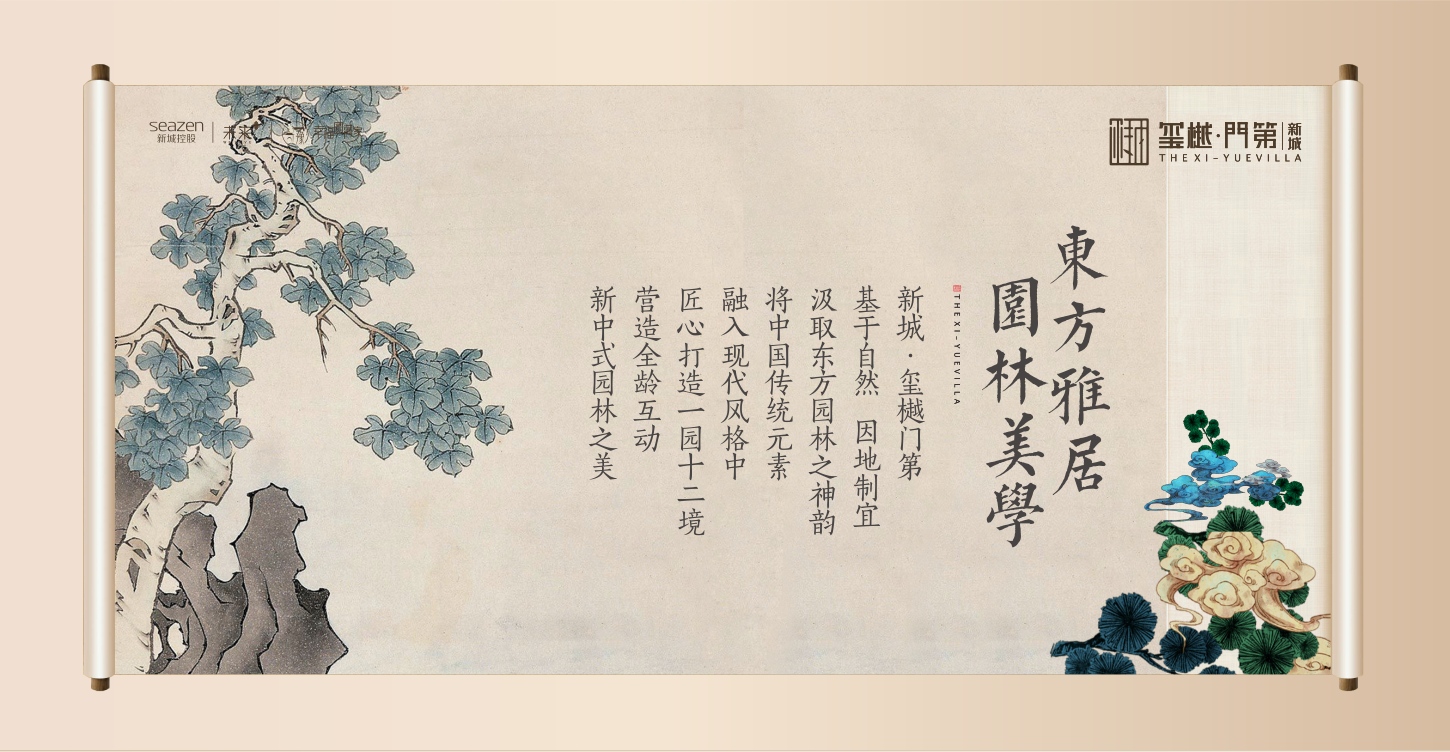 seazen
新城控股
未来
玺樾·門第
新城
THEXI-YUEVILLA
東方雅居
園林美學
THEXI-YUEVILLA
新城·玺樾门第
基于自然 因地制宜
汲取东方园林之神韵
将中国传统元素
融入现代风格中
匠心打造一园十二境
营造全龄互动
新中式园林之美